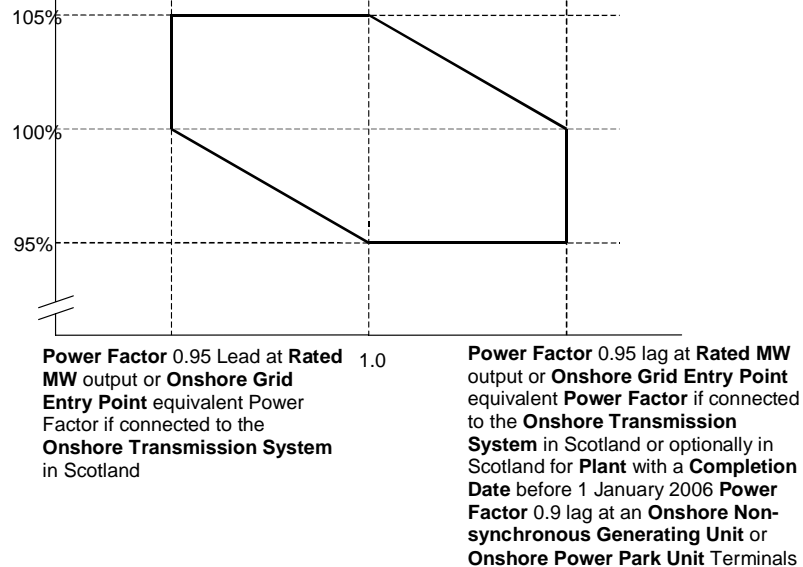 105%
100%
95%
Power Factor 0.95 Lead at Rated
MW output or Onshore Grid
Entry Point equivalent Power
Factor if connected to the
Onshore Transmission System
in Scotland
1.0
Power Factor 0.95 lag at Rated MW
output or Onshore Grid Entry Point
equivalent Power Factor if connected
to the Onshore Transmission
System in Scotland or optionally in
Scotland for Plant with a Completion
Date before 1 January 2006 Power
Factor 0.9 lag at an Onshore Non-
synchronous Generating Unit or
Onshore Power Park Unit Terminals